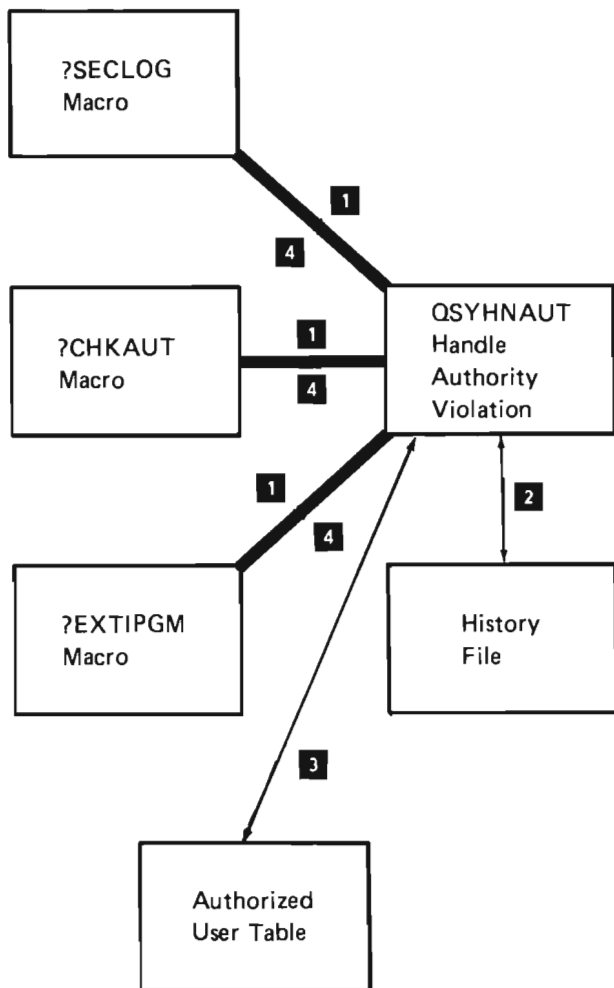 ?SECLOG
Macro
1
4
?CHKAUT
Macro
1
4
QSYHNAUT
Handle
Authority
Violation
1
4
2
?EXTIPGM
Macro
History
File
3
Authorized
User Table